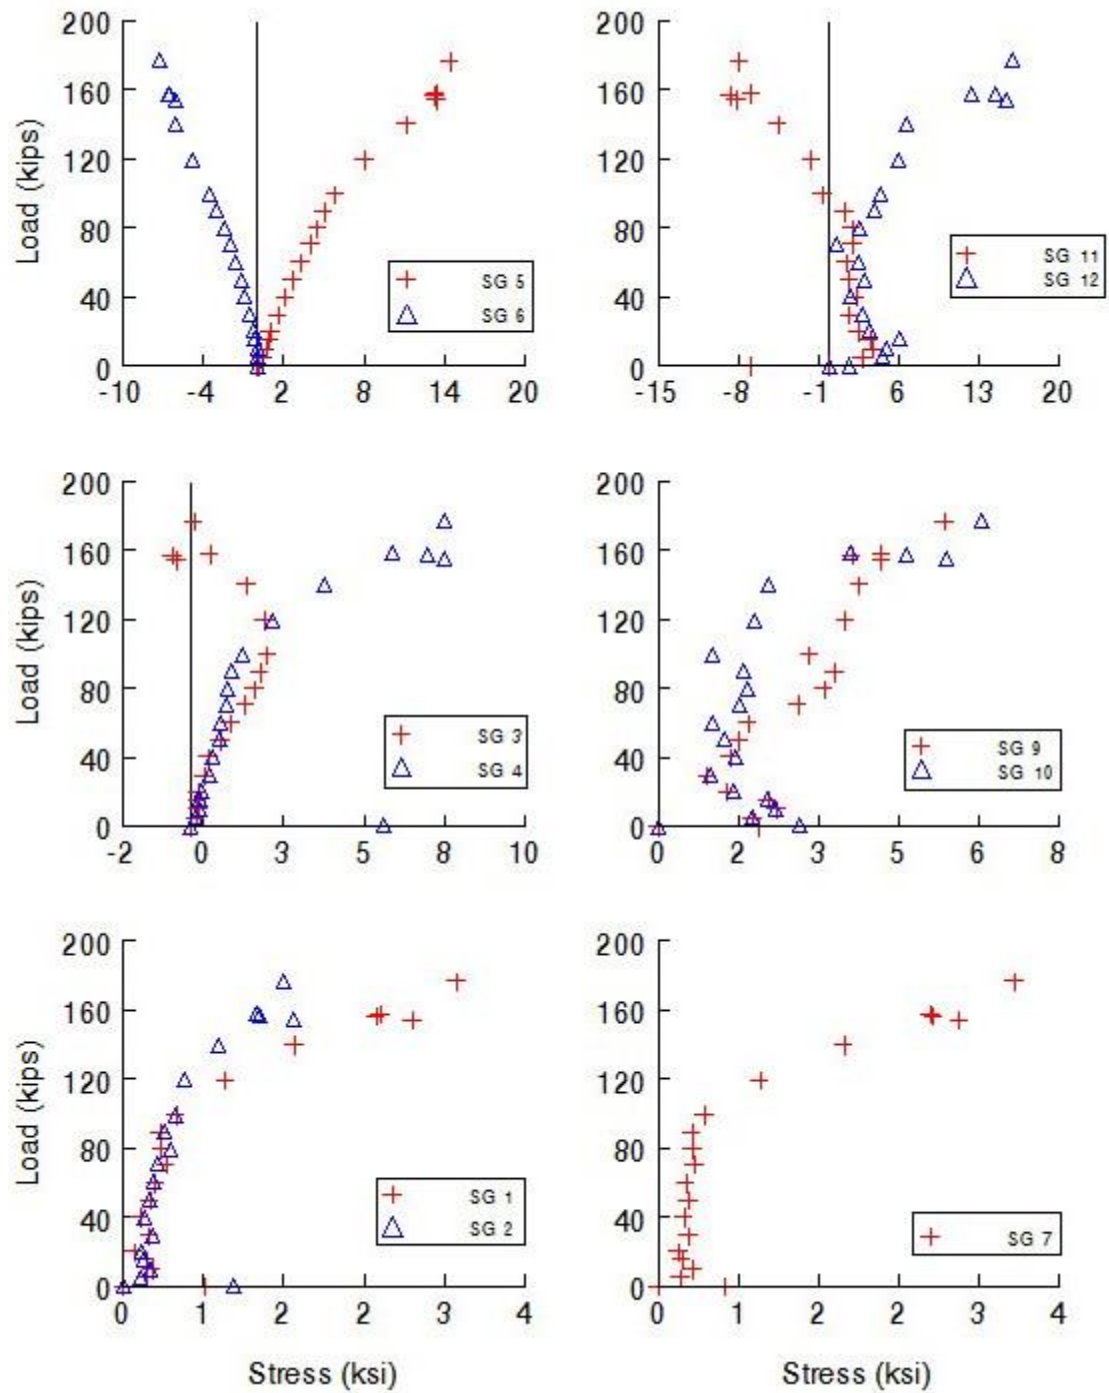 200
160
120
80
40
0
Load (kips)
-10 -4 2 8 14 20
SG 5
SG 6
200
160
120
80
40
0
-15 -8 -1 6 13 20
SG 11
SG 12
200
160
120
80
40
0
Load (kips)
-2 0 3 5 8 10
SG 3
SG 4
200
160
120
80
40
0
0 2 3 5 6 8
SG 9
SG 10
200
160
120
80
40
0
Load (kips)
0 1 2 2 3 4
SG 1
SG 2
Stress (ksi)
200
160
120
80
40
0
0 1 2 2 3 4
SG 7
Stress (ksi)